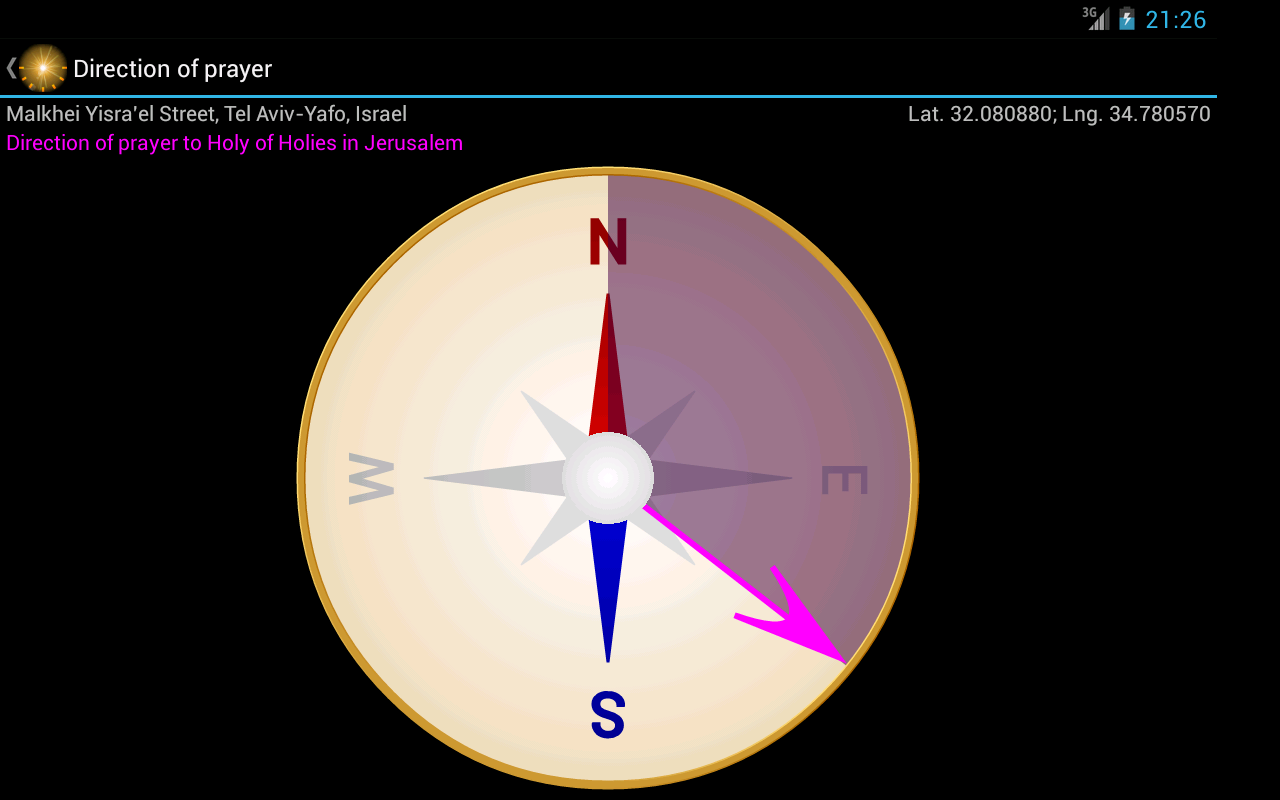 3G 21:26
Direction of prayer
Malkhei Yisra'el Street, Tel Aviv-Yafo, Israel Lat. 32.080880; Lng. 34.780570
Direction of prayer to Holy of Holies in Jerusalem
N
W E
S